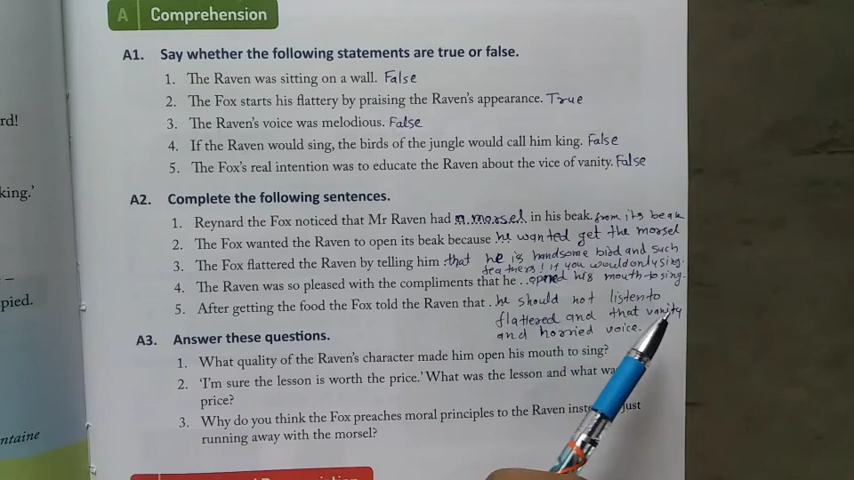 A Comprehension
rd!
king.'
pied.
ntaine
A1. Say whether the following statements are true or false.
1. The Raven was sitting on a wall. False
2. The Fox starts his flattery by praising the Raven's appearance. True
3. The Raven's voice was melodious. False
4. If the Raven would sing, the birds of the jungle would call him king. False
5. The Fox's real intention was to educate the Raven about the vice of vanity. False
A2. Complete the following sentences.
1. Reynard the Fox noticed that Mr Raven had a morsel in his beak. from its beak
2. The Fox wanted the Raven to open its beak because he wanted get the morsel
3. The Fox flattered the Raven by telling him that he is handsome bird and such
feathers! if you would only sing.
4. The Raven was so pleased with the compliments that he opened his mouth to sing.
5. After getting the food the Fox told the Raven that he should not listen to
flattered and that vanity
and horried voice.
A3. Answer these questions.
1. What quality of the Raven's character made him open his mouth to sing?
2. 'I'm sure the lesson is worth the price.' What was the lesson and what
price?
3. Why do you think the Fox preaches moral principles to the Raven just
running away with the morsel?